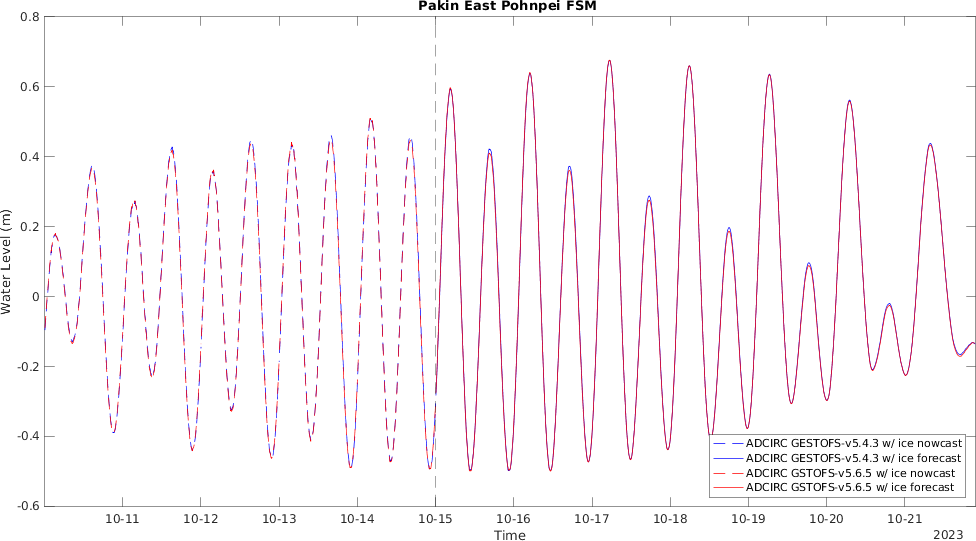 Pakin East Pohnpei FSM
0.8
0.6
0.4
0.2
0
-0.2
-0.4
-0.6
Water Level (m)
ADCIRC GESTOFS-v5.4.3 w/ ice nowcast
ADCIRC GESTOFS-v5.4.3 w/ ice forecast
ADCIRC GSTOFS-v5.6.5 w/ ice nowcast
ADCIRC GSTOFS-v5.6.5 w/ ice forecast
10-11 10-12 10-13 10-14 10-15 10-16 10-17 10-18 10-19 10-20 10-21
Time
2023